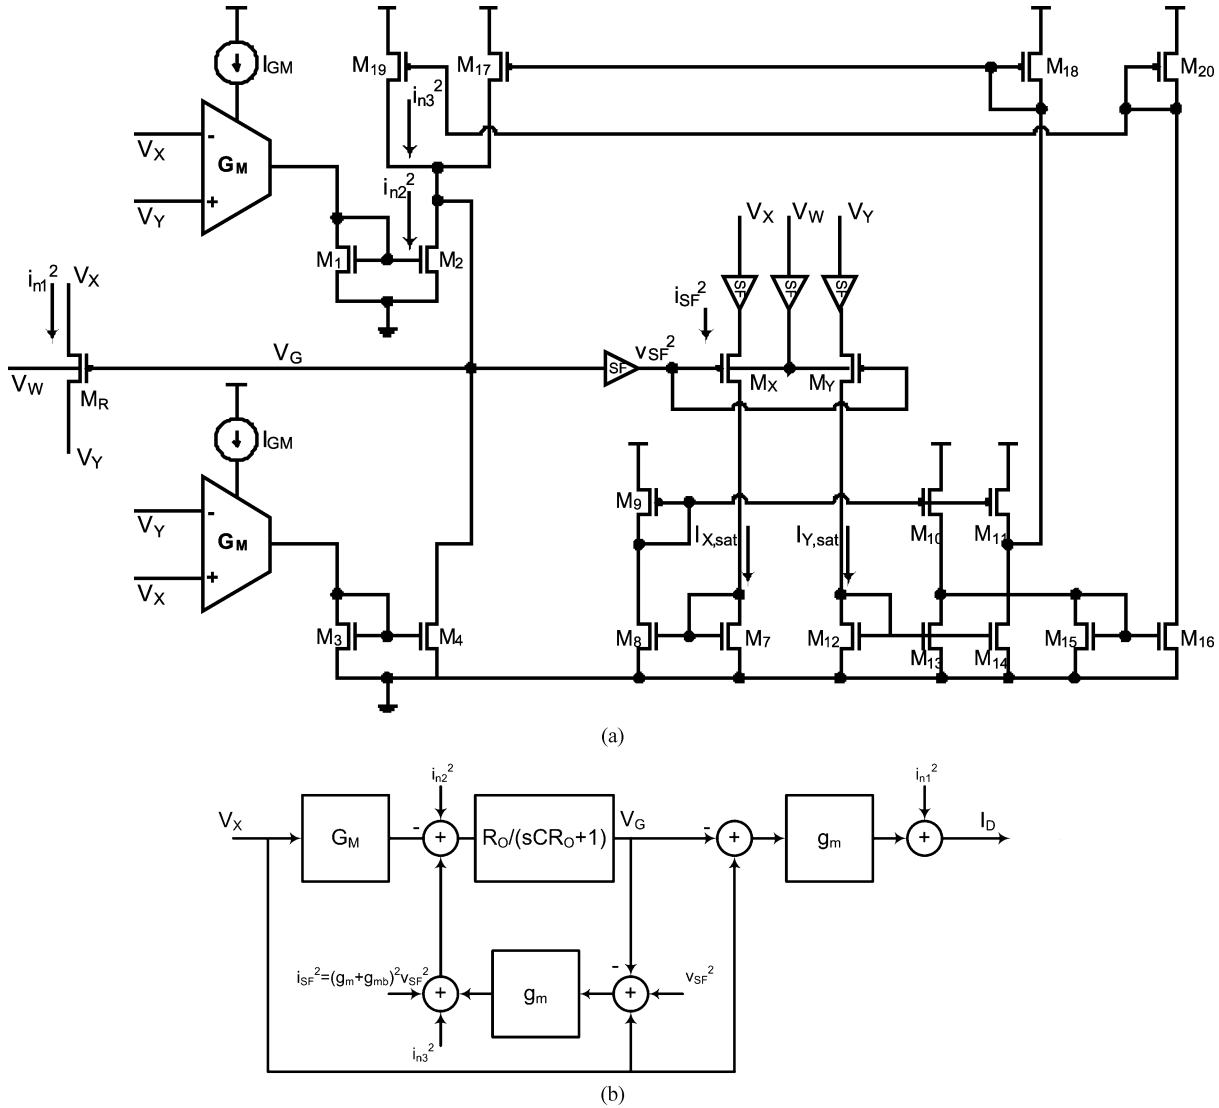 I_GM
M_19
M_17
M_18
M_20
i_n3^2
V_X
-
G_M
V_Y
+
i_n2^2
M_1
M_2
V_X
V_W
V_Y
SF
SF
SF
i_n1^2
V_X
i_SF^2
V_G
SF
v_SF^2
V_W
M_R
M_X
M_Y
V_Y
I_GM
V_Y
-
G_M
V_X
+
M_9
M_10
M_11
I_X,sat
I_Y,sat
M_3
M_4
M_8
M_7
M_12
M_13
M_14
M_15
M_16
(a)
i_n2^2
i_n1^2
V_X
G_M
-
+
R_O/(sCR_O+1)
V_G
-
+
g_m
+
I_D
i_SF^2=(g_m+g_mb)^2v_SF^2
+
g_m
-
+
v_SF^2
i_n3^2
(b)